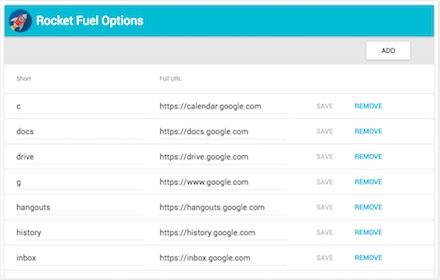 Rocket Fuel Options
ADD
Short Full URL
c https://calendar.google.com SAVE REMOVE
docs https://docs.google.com SAVE REMOVE
drive https://drive.google.com SAVE REMOVE
g https://www.google.com SAVE REMOVE
hangouts https://hangouts.google.com SAVE REMOVE
history https://history.google.com SAVE REMOVE
inbox https://inbox.google.com SAVE REMOVE